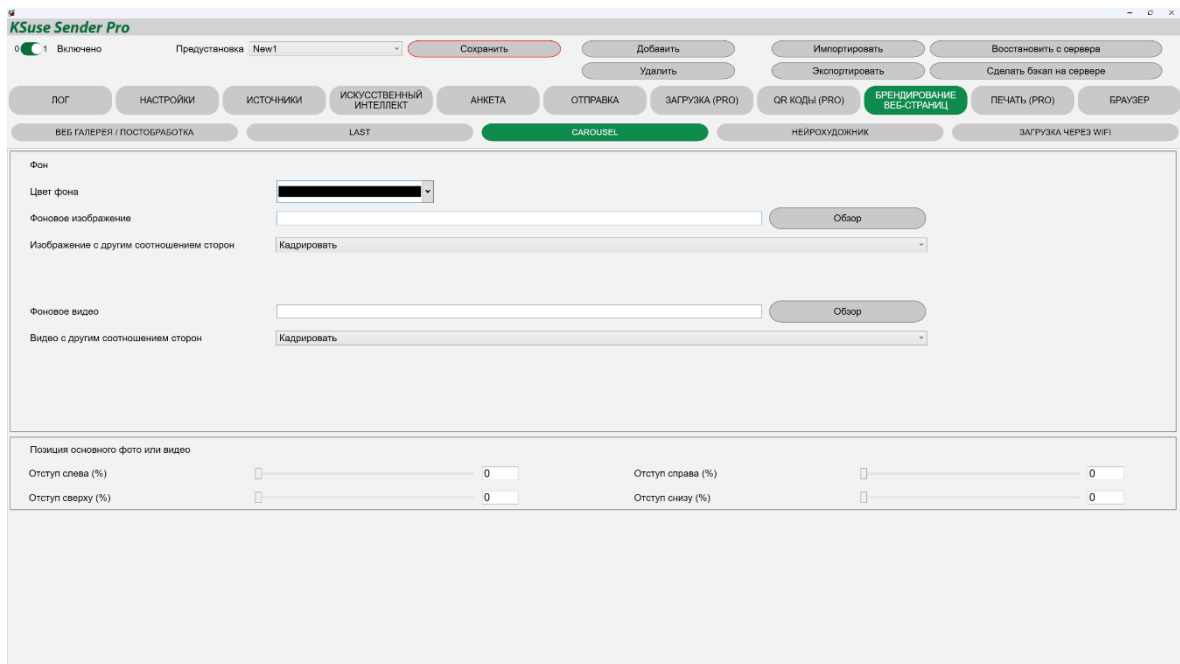 KSuse Sender Pro
0 1 Включено Предустановка New1 Сохранить Добавить Импортировать Восстановить с сервера
Удалить Экспортировать Сделать бэкап на сервере
ЛОГ НАСТРОЙКИ ИСТОЧНИКИ ИСКУССТВЕННЫЙ ИНТЕЛЛЕКТ АНКЕТА ОТПРАВКА ЗАГРУЗКА (PRO) QR КОДЫ (PRO) БРЕНДИРОВАНИЕ ВЕБ-СТРАНИЦ ПЕЧАТЬ (PRO) БРАУЗЕР
ВЕБ ГАЛЕРЕЯ / ПОСТОБРАБОТКА LAST CAROUSEL НЕЙРОХУДОЖНИК ЗАГРУЗКА ЧЕРЕЗ WIFI
Фон
Цвет фона
Фоновое изображение Обзор
Изображение с другим соотношением сторон Кадрировать
Фоновое видео Обзор
Видео с другим соотношением сторон Кадрировать
Позиция основного фото или видео
Отступ слева (%) 0 Отступ справа (%) 0
Отступ сверху (%) 0 Отступ снизу (%) 0